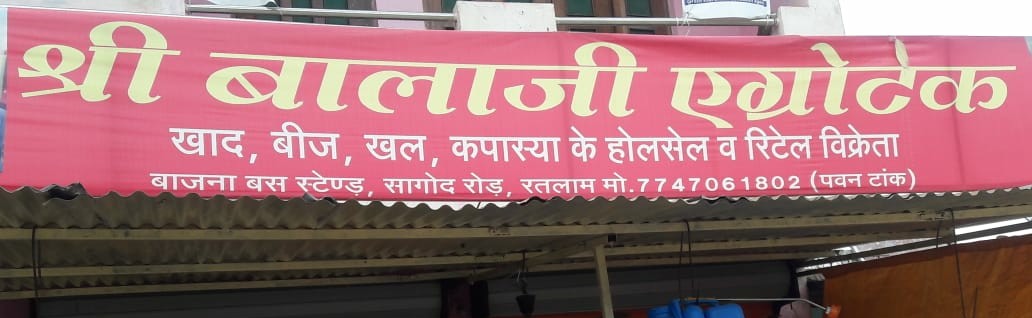 श्री बालाजी एग्रोटेक
खाद, बीज, खल, कपास्या के होलसेल व रिटेल विक्रेता
बाजना बस स्टेण्ड़, सागोद रोड़, रतलाम मो.7747061802 (पवन टांक)